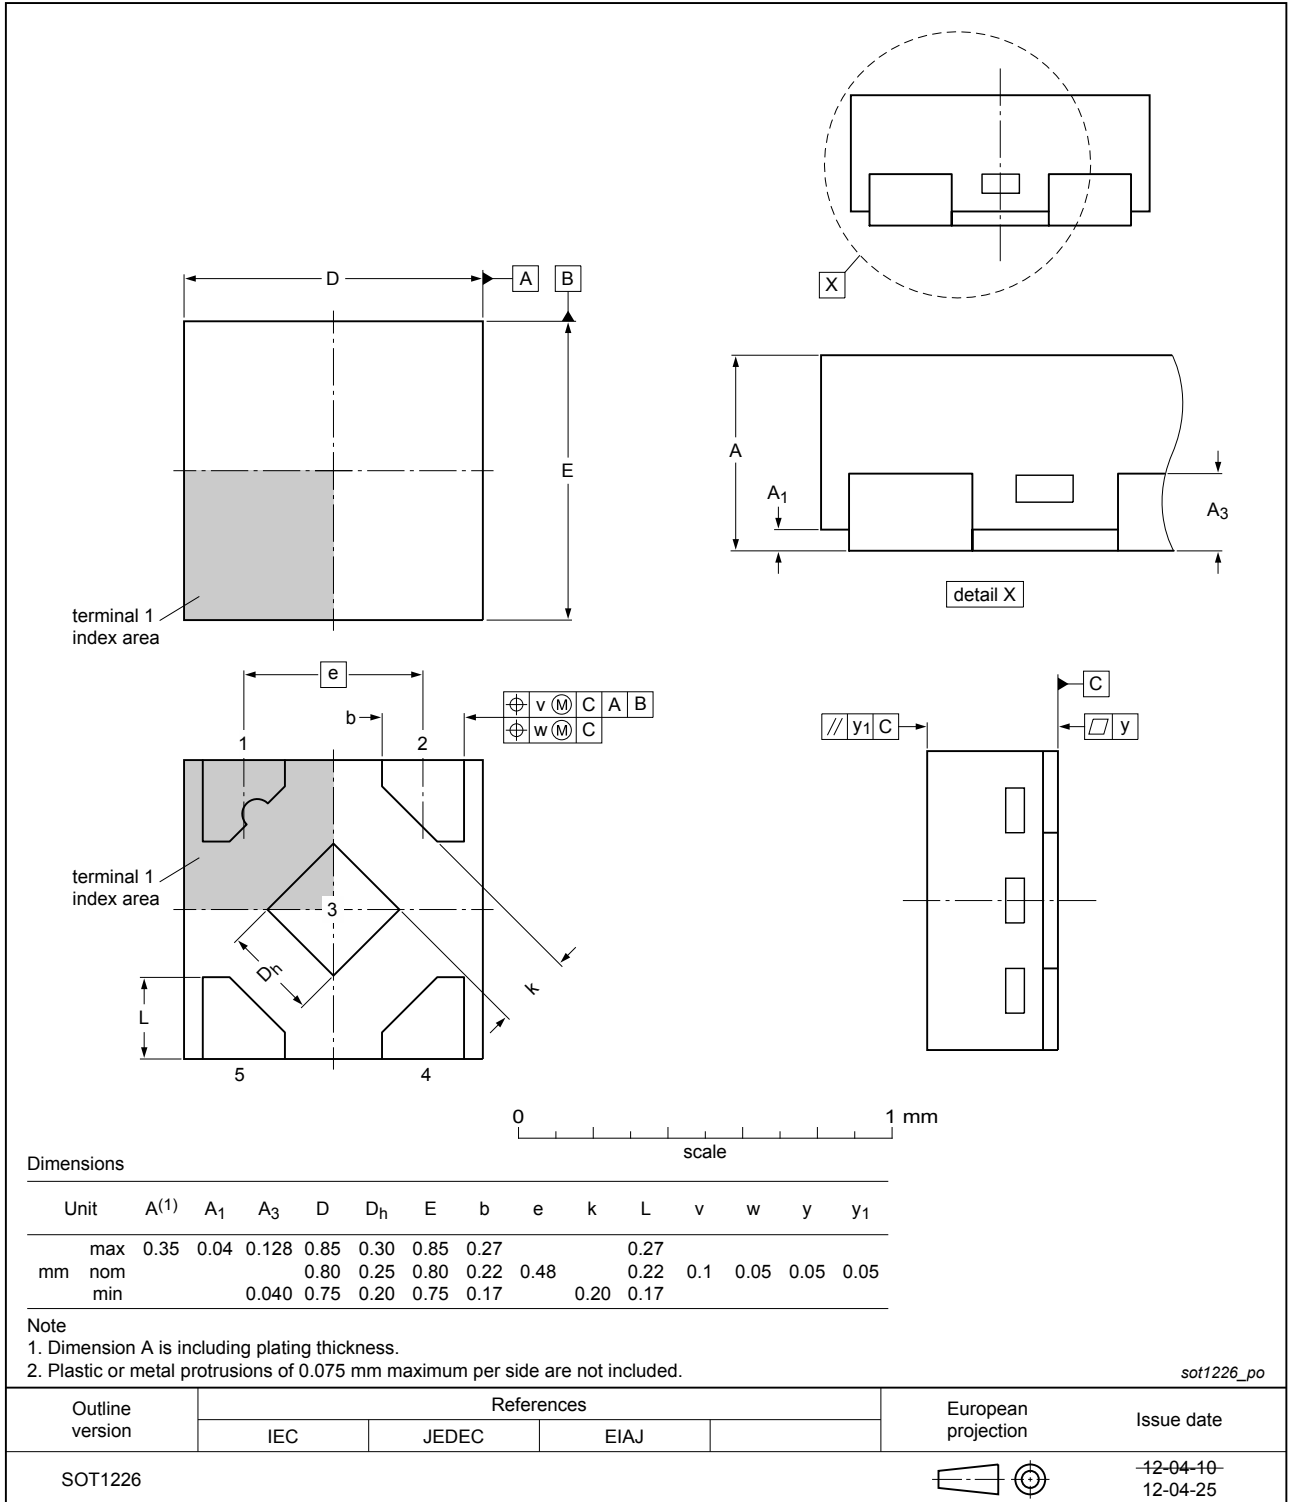 X
D
A
B
E
terminal 1
index area
A
A1
A3
detail X
e
b
v M C A B
w M C
1
2
terminal 1
index area
3
Dh
k
L
5
4
C
// y1 C
y
0
1 mm
scale
Dimensions
Unit A(1) A1 A3 D Dh E b e k L v w y y1
max 0.35 0.04 0.128 0.85 0.30 0.85 0.27 0.27
mm nom 0.80 0.25 0.80 0.22 0.48 0.22 0.1 0.05 0.05 0.05
min 0.040 0.75 0.20 0.75 0.17 0.20 0.17
Note
1. Dimension A is including plating thickness.
2. Plastic or metal protrusions of 0.075 mm maximum per side are not included.
sot1226_po
Outline
version
References
IEC JEDEC EIAJ
European
projection
Issue date
SOT1226
12-04-10
12-04-25